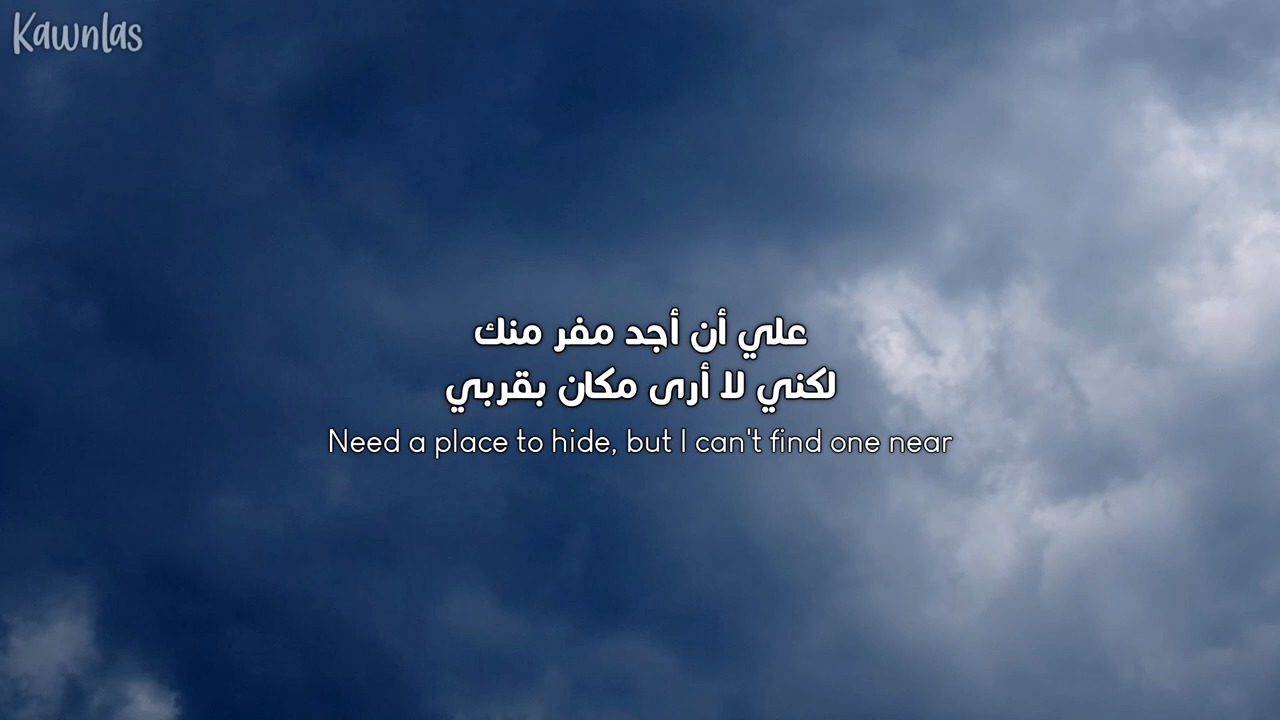 Kawnlas
علي أن أجد مفر منك
لكني لا أرى مكان بقربي
Need a place to hide, but I can't find one near